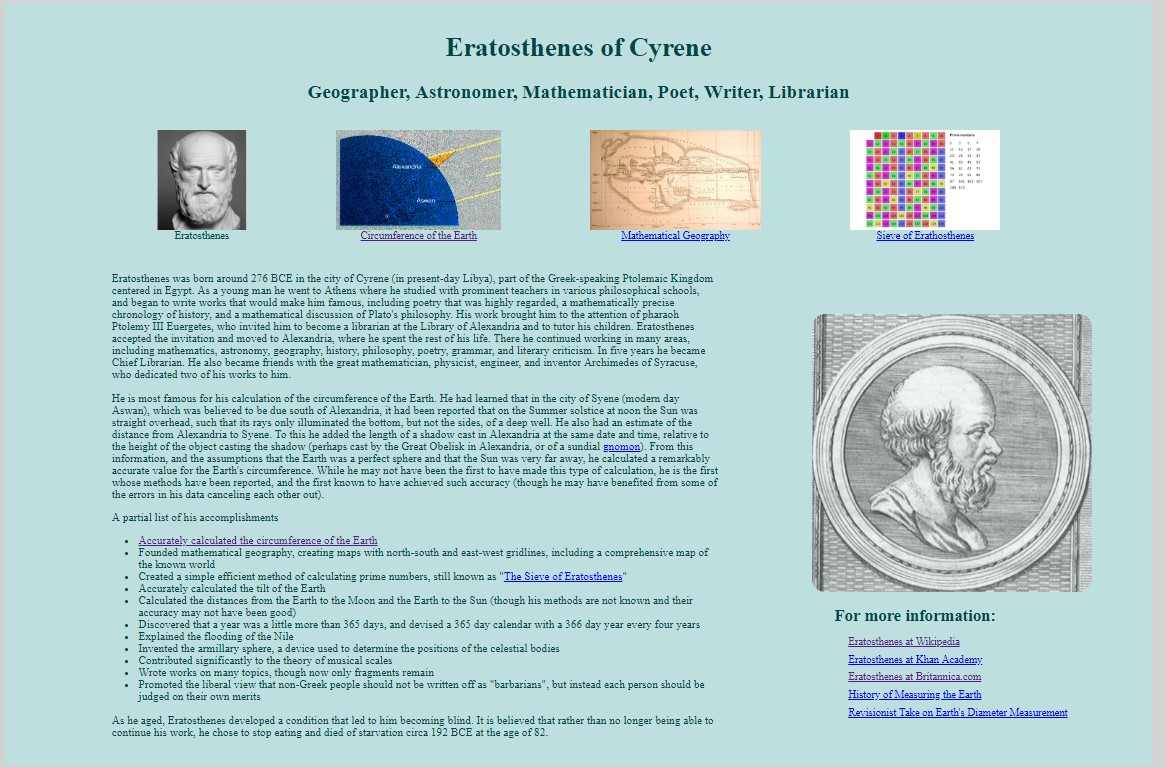 Eratosthenes of Cyrene
Geographer, Astronomer, Mathematician, Poet, Writer, Librarian
Alexandria
Aswan
Prime numbers
Eratosthenes
Circumference of the Earth
Mathematical Geography
Sieve of Erathosthenes
Eratosthenes was born around 276 BCE in the city of Cyrene (in present-day Libya), part of the Greek-speaking Ptolemaic Kingdom
centered in Egypt. As a young man he went to Athens where he studied with prominent teachers in various philosophical schools,
and began to write works that would make him famous, including poetry that was highly regarded, a mathematically precise
chronology of history, and a mathematical discussion of Plato's philosophy. His work brought him to the attention of pharaoh
Ptolemy III Euergetes, who invited him to become a librarian at the Library of Alexandria and to tutor his children. Eratosthenes
accepted the invitation and moved to Alexandria, where he spent the rest of his life. There he continued working in many areas,
including mathematics, astronomy, geography, history, philosophy, poetry, grammar, and literary criticism. In five years he became
Chief Librarian. He also became friends with the great mathematician, physicist, engineer, and inventor Archimedes of Syracuse,
who dedicated two of his works to him.
He is most famous for his calculation of the circumference of the Earth. He had learned that in the city of Syene (modern day
Aswan), which was believed to be due south of Alexandria, it had been reported that on the Summer solstice at noon the Sun was
straight overhead, such that its rays only illuminated the bottom, but not the sides, of a deep well. He also had an estimate of the
distance from Alexandria to Syene. To this he added the length of a shadow cast in Alexandria at the same date and time, relative to
the height of the object casting the shadow (perhaps cast by the Great Obelisk in Alexandria, or of a sundial gnomon). From this
information, and the assumptions that the Earth was a perfect sphere and that the Sun was very far away, he calculated a remarkably
accurate value for the Earth's circumference. While he may not have been the first to have made this type of calculation, he is the first
whose methods have been reported, and the first known to have achieved such accuracy (though he may have benefited from some of
the errors in his data canceling each other out).
A partial list of his accomplishments
• Accurately calculated the circumference of the Earth
• Founded mathematical geography, creating maps with north-south and east-west gridlines, including a comprehensive map of
the known world
• Created a simple efficient method of calculating prime numbers, still known as "The Sieve of Eratosthenes"
• Accurately calculated the tilt of the Earth
• Calculated the distances from the Earth to the Moon and the Earth to the Sun (though his methods are not known and their
accuracy may not have been good)
• Discovered that a year was a little more than 365 days, and devised a 365 day calendar with a 366 day year every four years
• Explained the flooding of the Nile
• Invented the armillary sphere, a device used to determine the positions of the celestial bodies
• Contributed significantly to the theory of musical scales
• Wrote works on many topics, though now only fragments remain
• Promoted the liberal view that non-Greek people should not be written off as "barbarians", but instead each person should be
judged on their own merits
As he aged, Eratosthenes developed a condition that led to him becoming blind. It is believed that rather than no longer being able to
continue his work, he chose to stop eating and died of starvation circa 192 BCE at the age of 82.
For more information:
Eratosthenes at Wikipedia
Eratosthenes at Khan Academy
Eratosthenes at Britannica.com
History of Measuring the Earth
Revisionist Take on Earth's Diameter Measurement